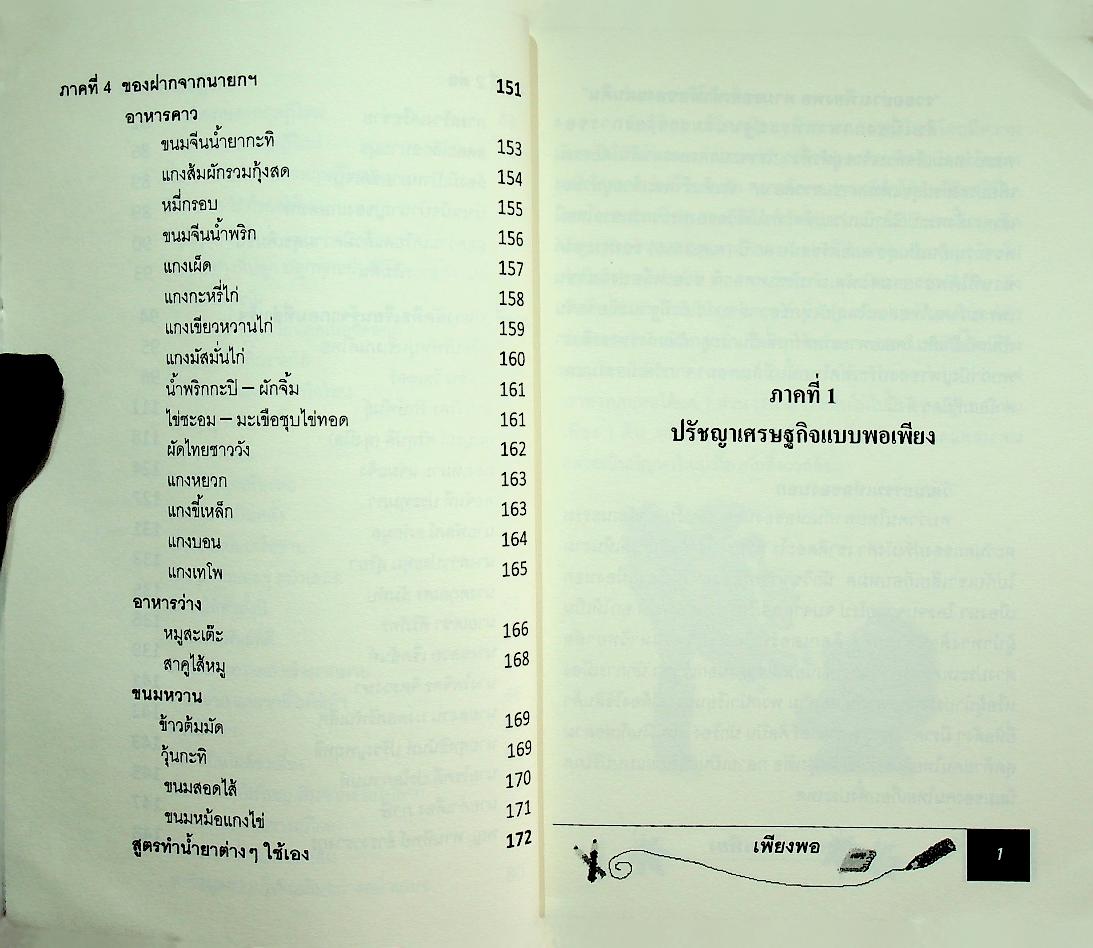 ภาคที่ 4 ของฝากจากนายกฯ 151
อาหารคาว
ขนมจีนน้ำยากะทิ 153
แกงส้มผักรวมกุ้งสด 154
หมี่กรอบ 155
ขนมจีนน้ำพริก 156
แกงเผ็ด 157
แกงกะหรี่ไก่ 158
แกงเขียวหวานไก่ 159
แกงมัสมั่นไก่ 160
น้ำพริกกะปิ – ผักจิ้ม 161
ไข่ชะอม – มะเขือชุบไข่ทอด 161
ผัดไทยชาววัง 162
แกงหยวก 163
แกงขี้เหล็ก 163
แกงบอน 164
แกงเทโพ 165
อาหารว่าง
หมูสะเต๊ะ 166
สาคูไส้หมู 168
ขนมหวาน
ข้าวต้มมัด 169
วุ้นกะทิ 169
ขนมสอดไส้ 170
ขนมหม้อแกงไข่ 171
สูตรทำน้ำยาต่างๆ ใช้เอง 172
ภาคที่ 1
ปรัชญาเศรษฐกิจแบบพอเพียง
เพียงพอ 1